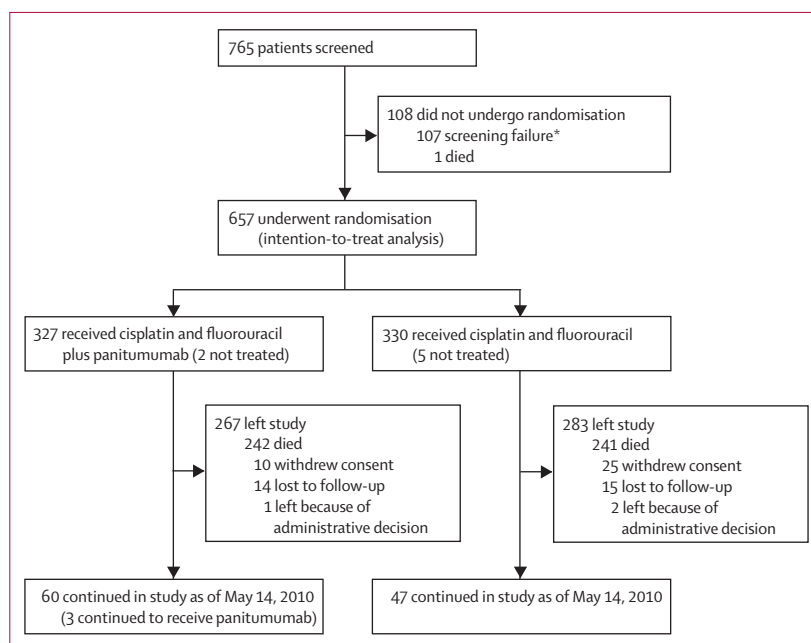 765 patients screened
108 did not undergo randomisation
107 screening failure*
1 died
657 underwent randomisation
(intention-to-treat analysis)
327 received cisplatin and fluorouracil
plus panitumumab (2 not treated)
330 received cisplatin and fluorouracil
(5 not treated)
267 left study
242 died
10 withdrew consent
14 lost to follow-up
1 left because of
administrative decision
283 left study
241 died
25 withdrew consent
15 lost to follow-up
2 left because of
administrative decision
60 continued in study as of May 14, 2010
(3 continued to receive panitumumab)
47 continued in study as of May 14, 2010